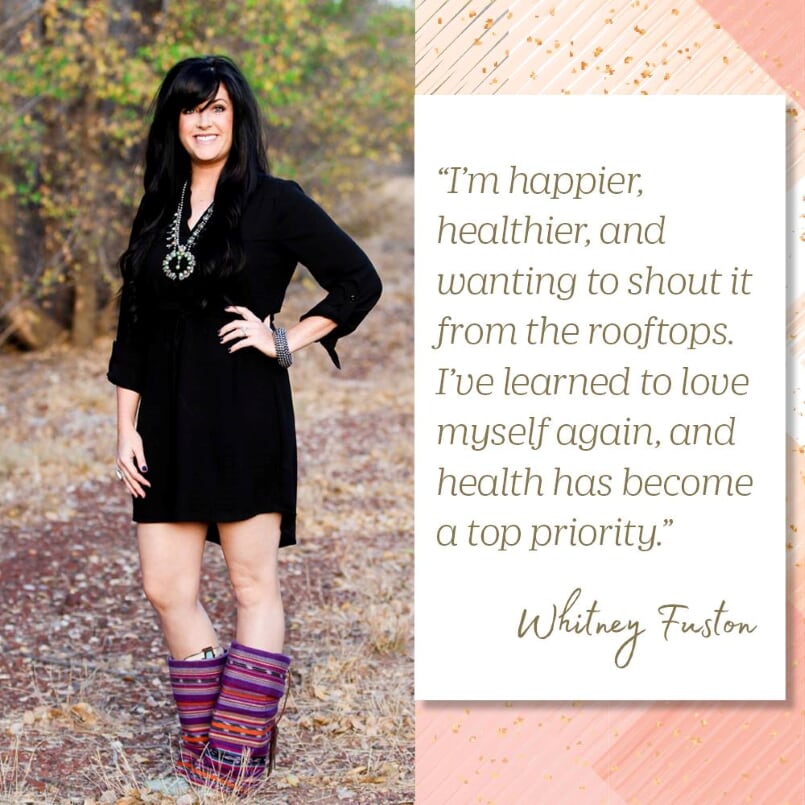 “I’m happier,
healthier, and
wanting to shout it
from the rooftops.
I’ve learned to love
myself again, and
health has become
a top priority.”
Whitney Fuston